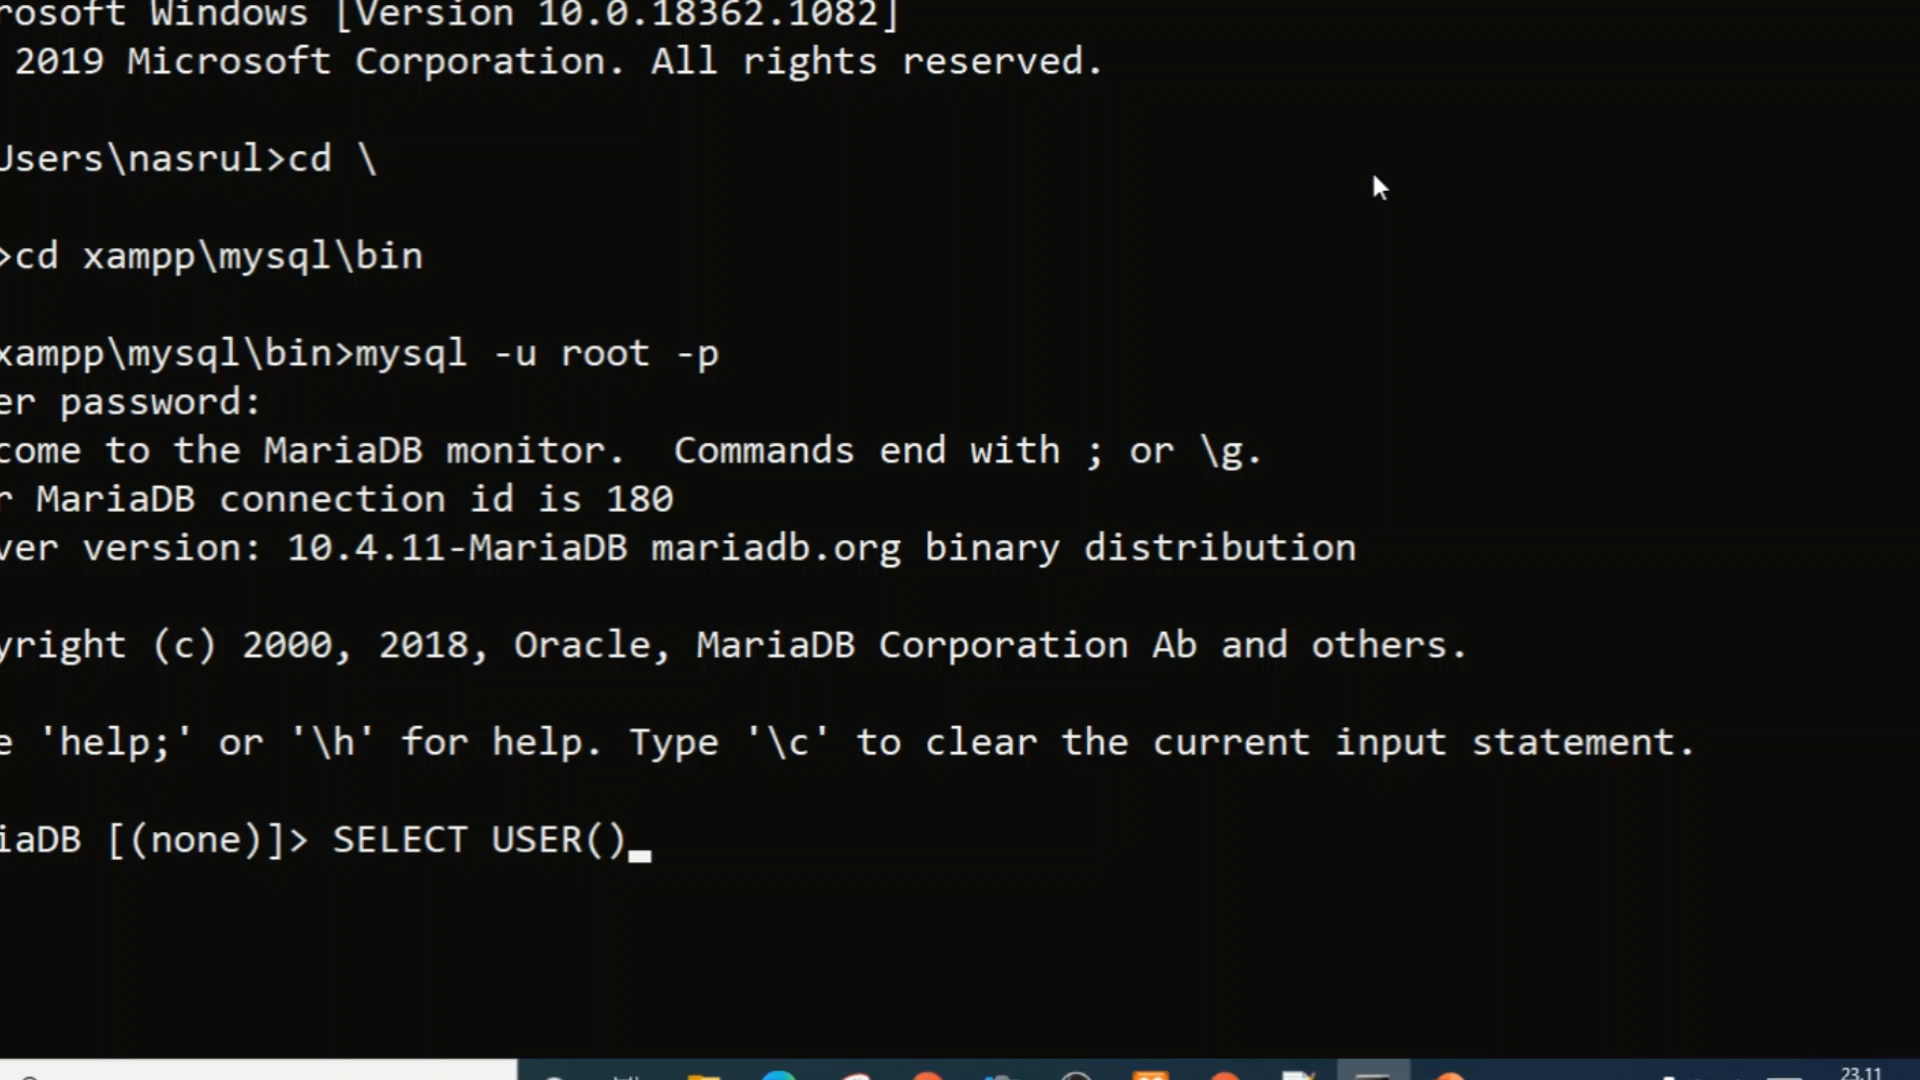 rosoft Windows [Version 10.0.18362.1082]
2019 Microsoft Corporation. All rights reserved.
Users\nasrul>cd \
>cd xampp\mysql\bin
xampp\mysql\bin>mysql -u root -p
er password:
come to the MariaDB monitor.  Commands end with ; or \g.
r MariaDB connection id is 180
ver version: 10.4.11-MariaDB mariadb.org binary distribution
yright (c) 2000, 2018, Oracle, MariaDB Corporation Ab and others.
e 'help;' or '\h' for help. Type '\c' to clear the current input statement.
iaDB [(none)]> SELECT USER()
23.11